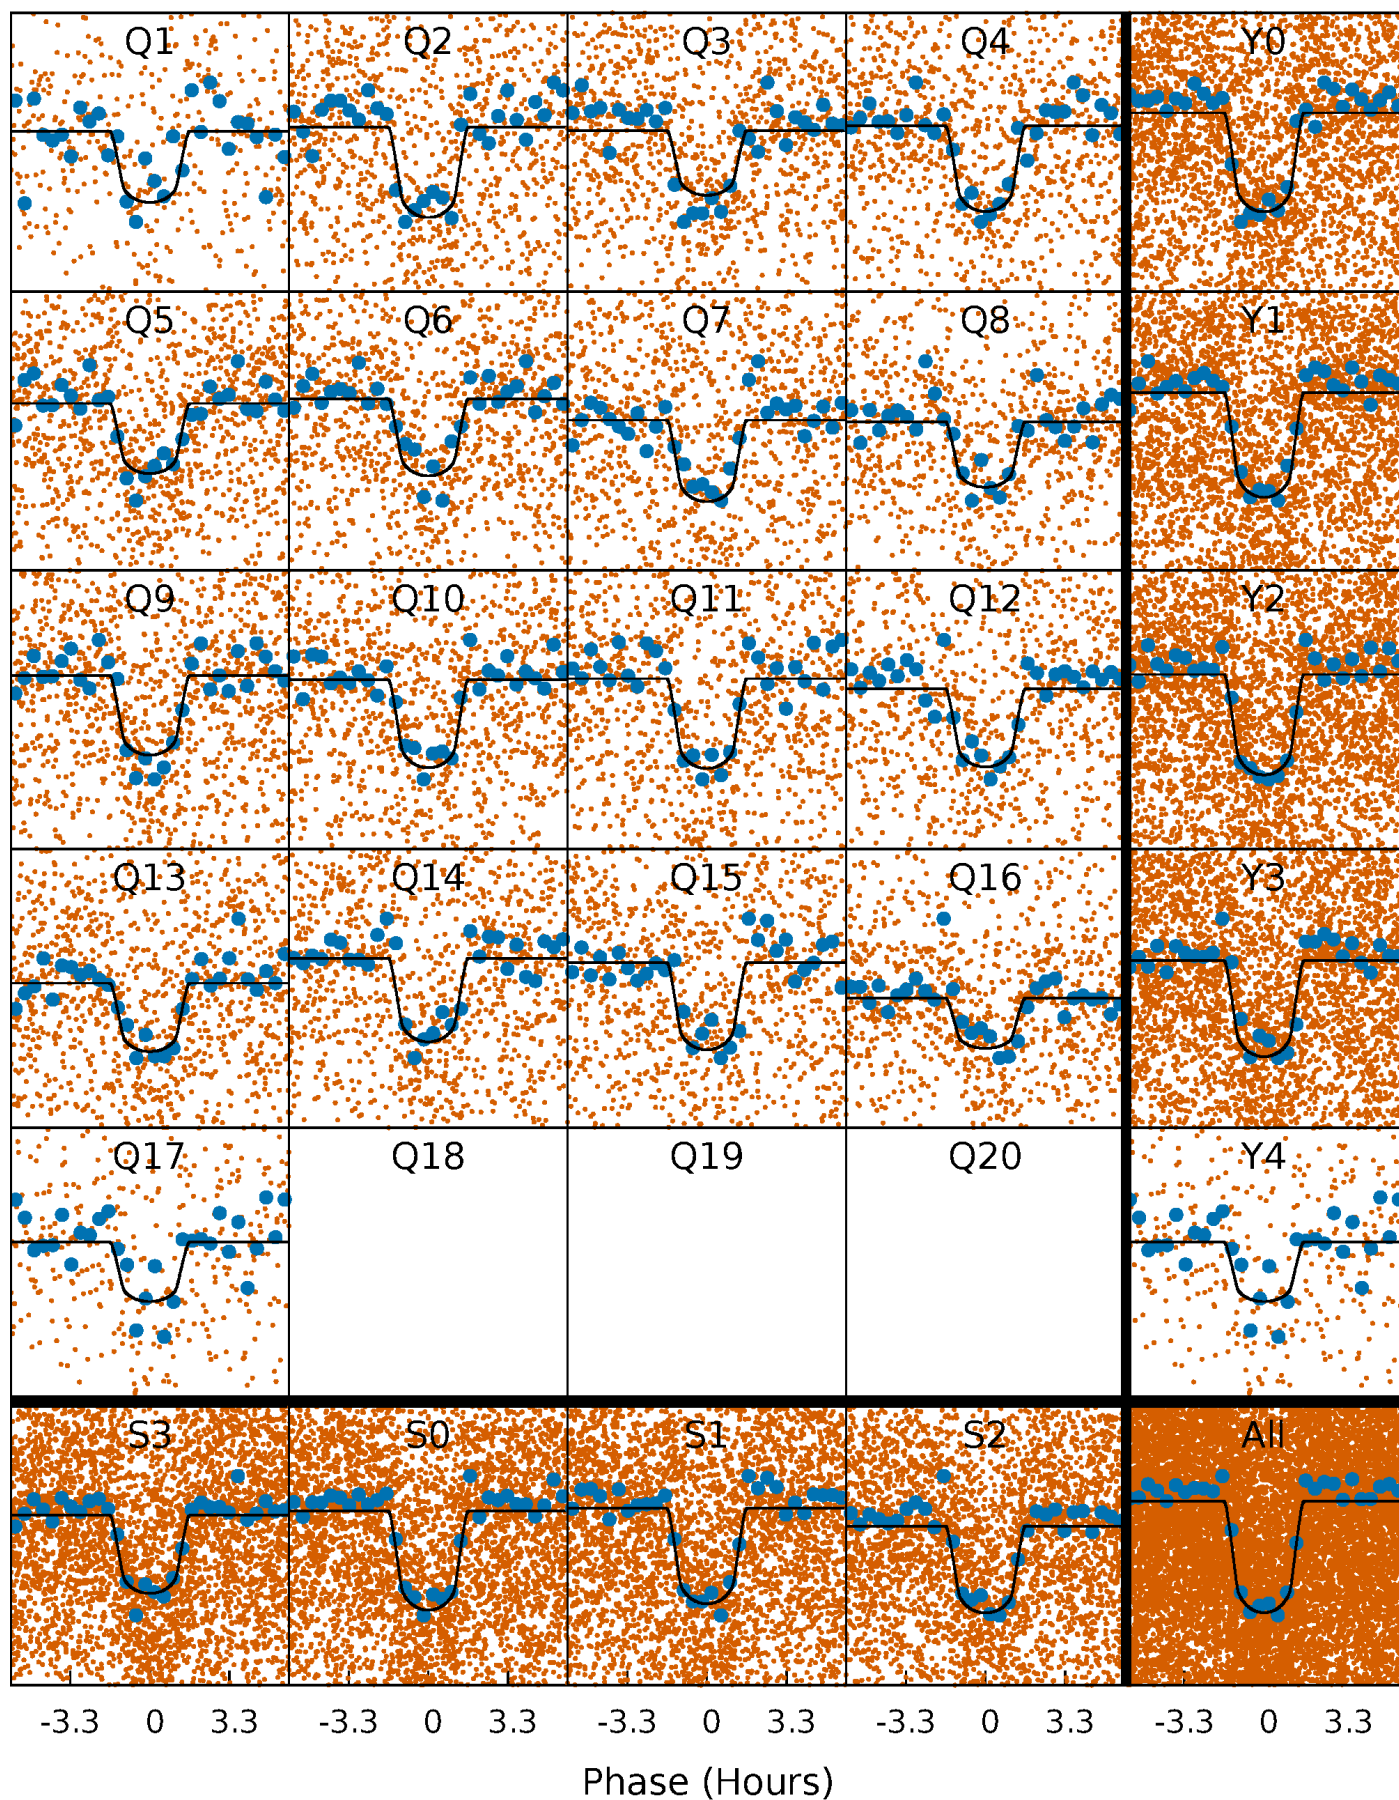 Q1 Q2 Q3 Q4 Y0
Q5 Q6 Q7 Q8 Y1
Q9 Q10 Q11 Q12 Y2
Q13 Q14 Q15 Q16 Y3
Q17 Q18 Q19 Q20 Y4
S3 S0 S1 S2 All
-3.3 0 3.3 -3.3 0 3.3 -3.3 0 3.3 -3.3 0 3.3 -3.3 0 3.3
Phase (Hours)